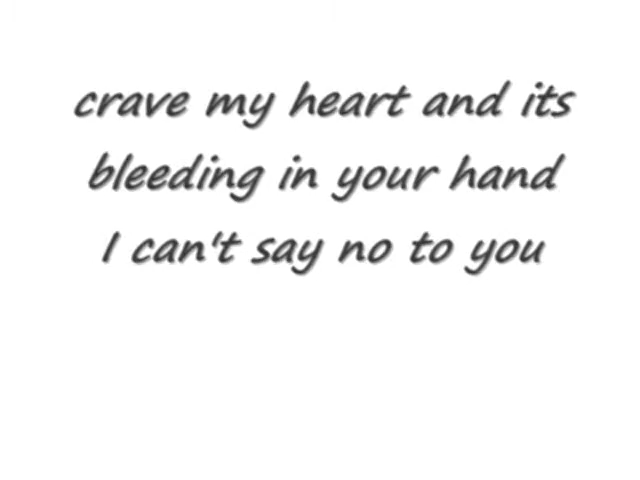 crave my heart and its
bleeding in your hand
I can't say no to you